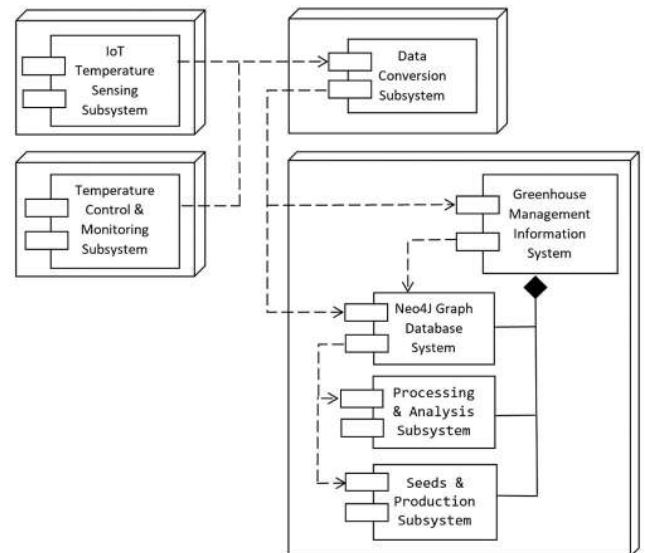 IoT
Temperature
Sensing
Subsystem
Data
Conversion
Subsystem
Temperature
Control &
Monitoring
Subsystem
Greenhouse
Management
Information
System
Neo4J Graph
Database
System
Processing
& Analysis
Subsystem
Seeds &
Production
Subsystem